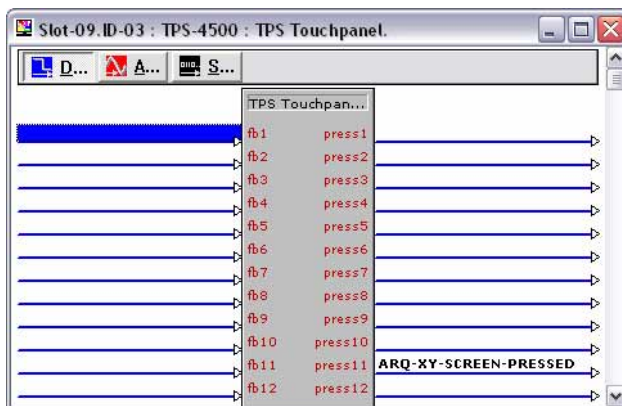 Slot-09.ID-03 : TPS-4500 : TPS Touchpanel.
D... A... S...
TPS Touchpan...
fb1 press1
fb2 press2
fb3 press3
fb4 press4
fb5 press5
fb6 press6
fb7 press7
fb8 press8
fb9 press9
fb10 press10
fb11 press11 ARQ-XY-SCREEN-PRESSED
fb12 press12